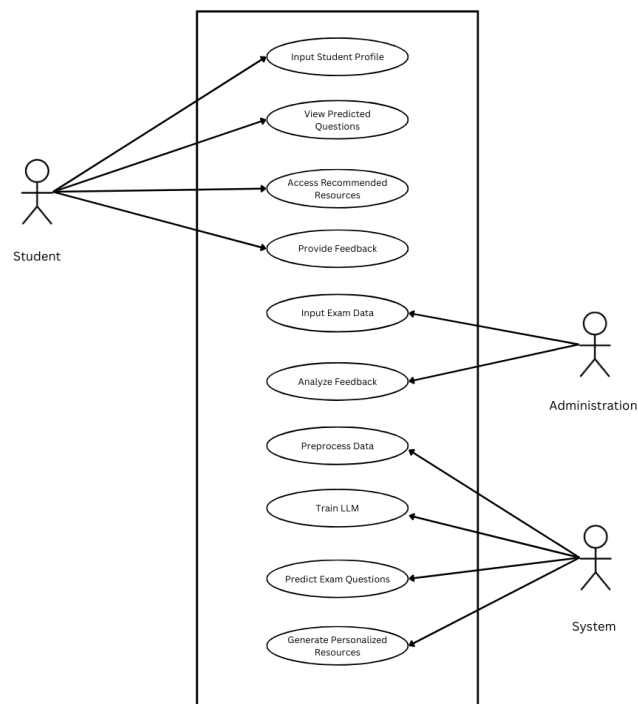 Input Student Profile
View Predicted
Questions
Access Recommended
Resources
Student
Provide Feedback
Input Exam Data
Analyze Feedback
Administration
Preprocess Data
Train LLM
Predict Exam Questions
System
Generate Personalized
Resources